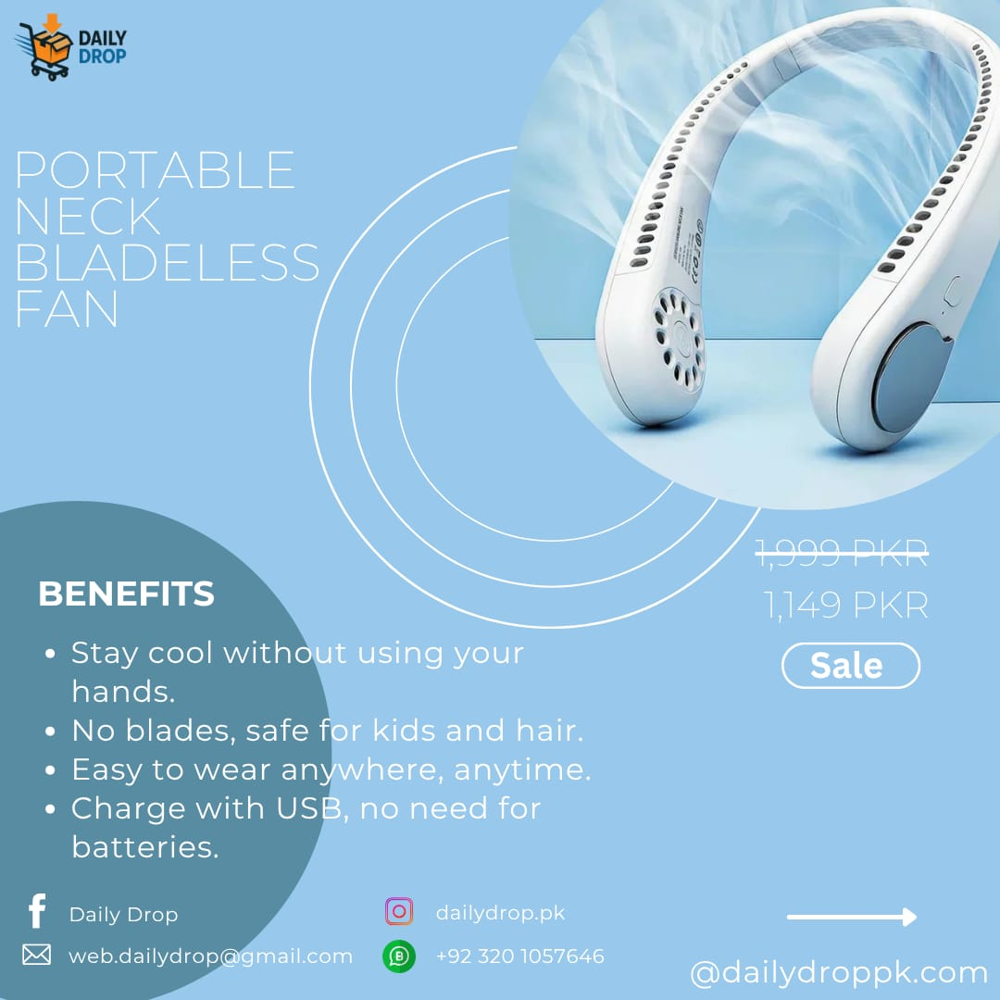 DAILY
DROP
PORTABLE
NECK
BLADELESS
FAN
1,999 PKR
1,149 PKR
Sale
BENEFITS
• Stay cool without using your
hands.
• No blades, safe for kids and hair.
• Easy to wear anywhere, anytime.
• Charge with USB, no need for
batteries.
Daily Drop
dailydrop.pk
web.dailydrop@gmail.com
+92 320 1057646
@dailydroppk.com